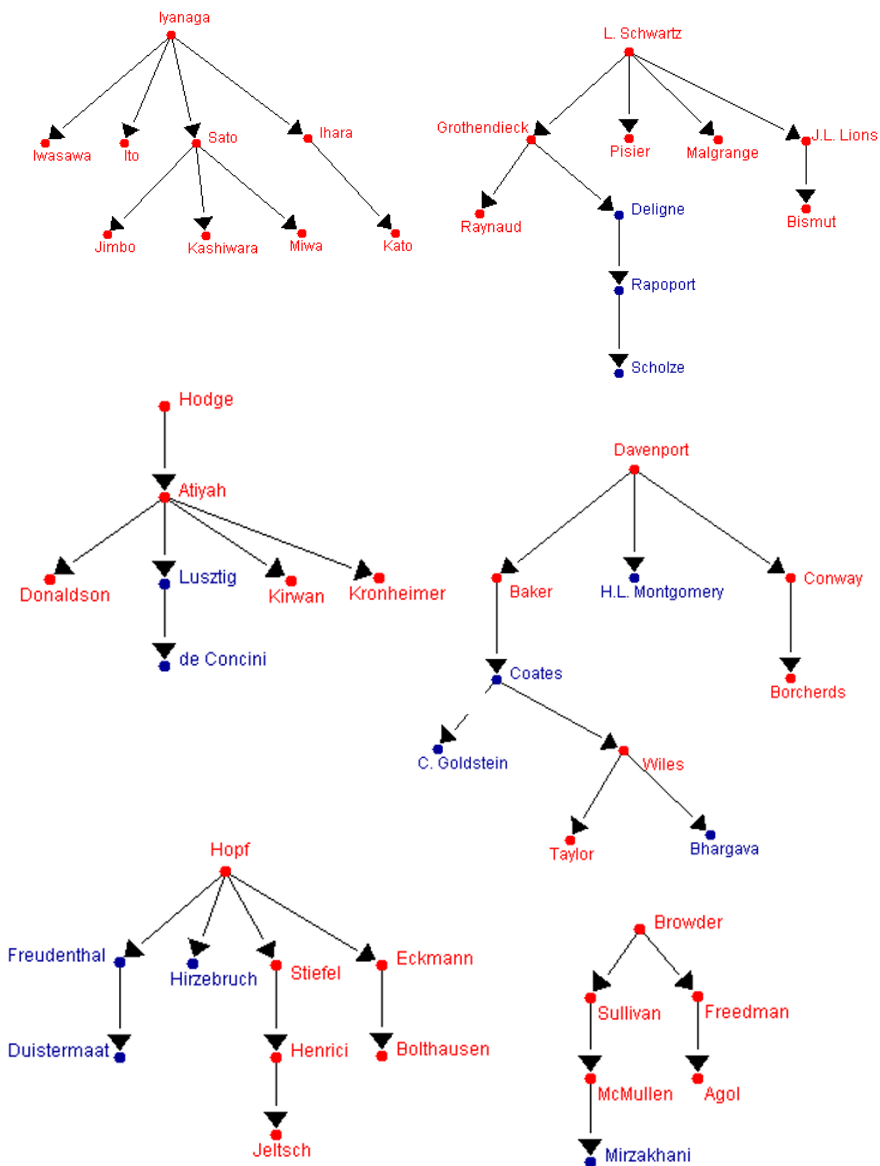 Iyanaga
Iwasawa
Ito
Sato
Ihara
Jimbo
Kashiwara
Miwa
Kato
L. Schwartz
Grothendieck
Pisier
Malgrange
J.L. Lions
Raynaud
Deligne
Bismut
Rapoport
Scholze
Hodge
Atiyah
Donaldson
Lusztig
Kirwan
Kronheimer
de Concini
Davenport
Baker
H.L. Montgomery
Conway
Coates
Borcherds
C. Goldstein
Wiles
Taylor
Bhargava
Hopf
Freudenthal
Hirzebruch
Stiefel
Eckmann
Duistermaat
Henrici
Bolthausen
Jeltsch
Browder
Sullivan
Freedman
McMullen
Agol
Mirzakhani